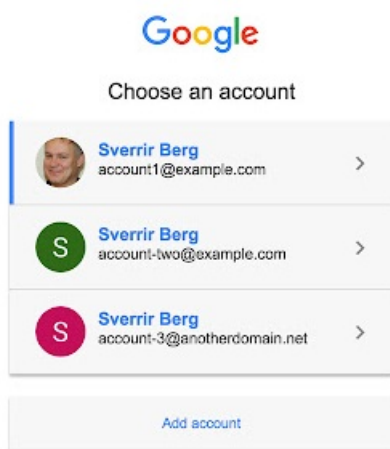 Google
Choose an account
Sverrir Berg
account1@example.com
S
Sverrir Berg
account-two@example.com
S
Sverrir Berg
account-3@anotherdomain.net
Add account